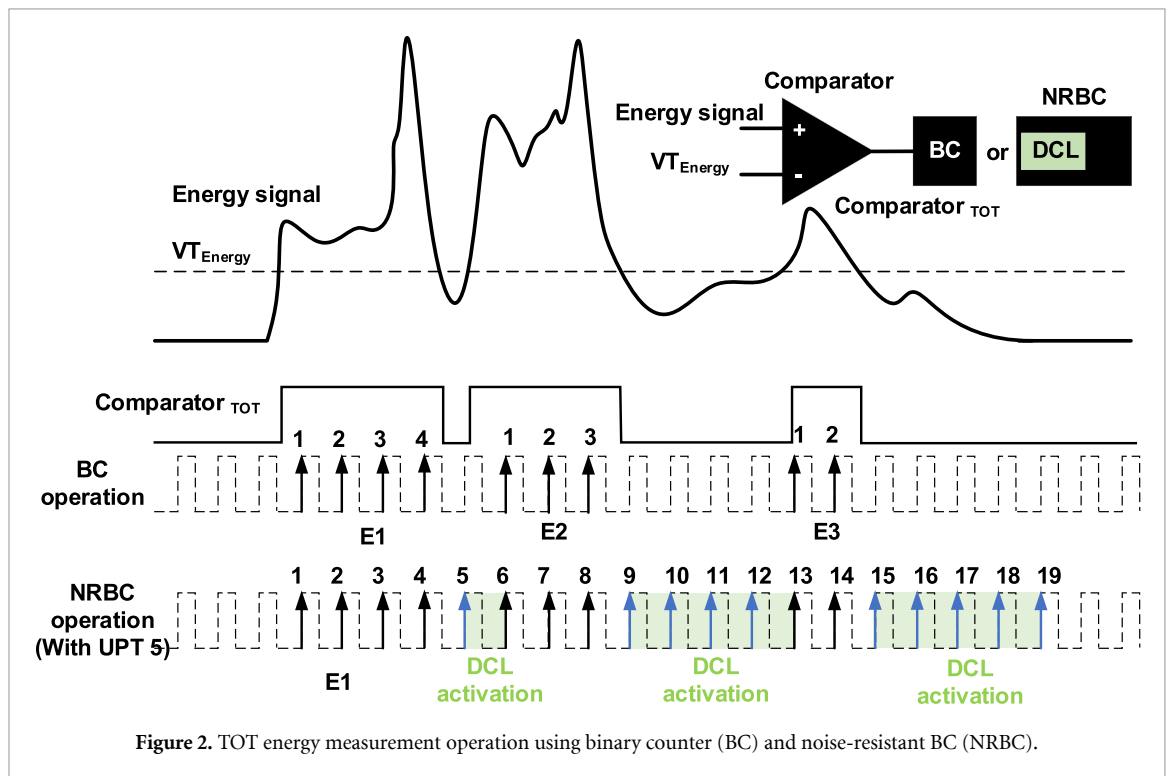 Comparator
NRBC
Energy signal
+
BC
or
DCL
VTEnergy
-
Comparator TOT
Energy signal
VTEnergy
Comparator TOT
1 2 3 4 1 2 3 1 2
BC
operation
E1 E2 E3
1 2 3 4 5 6 7 8 9 10 11 12 13 14 15 16 17 18 19
NRBC
operation
(With UPT 5)
E1
DCL
activation
DCL
activation
DCL
activation
Figure 2. TOT energy measurement operation using binary counter (BC) and noise-resistant BC (NRBC).